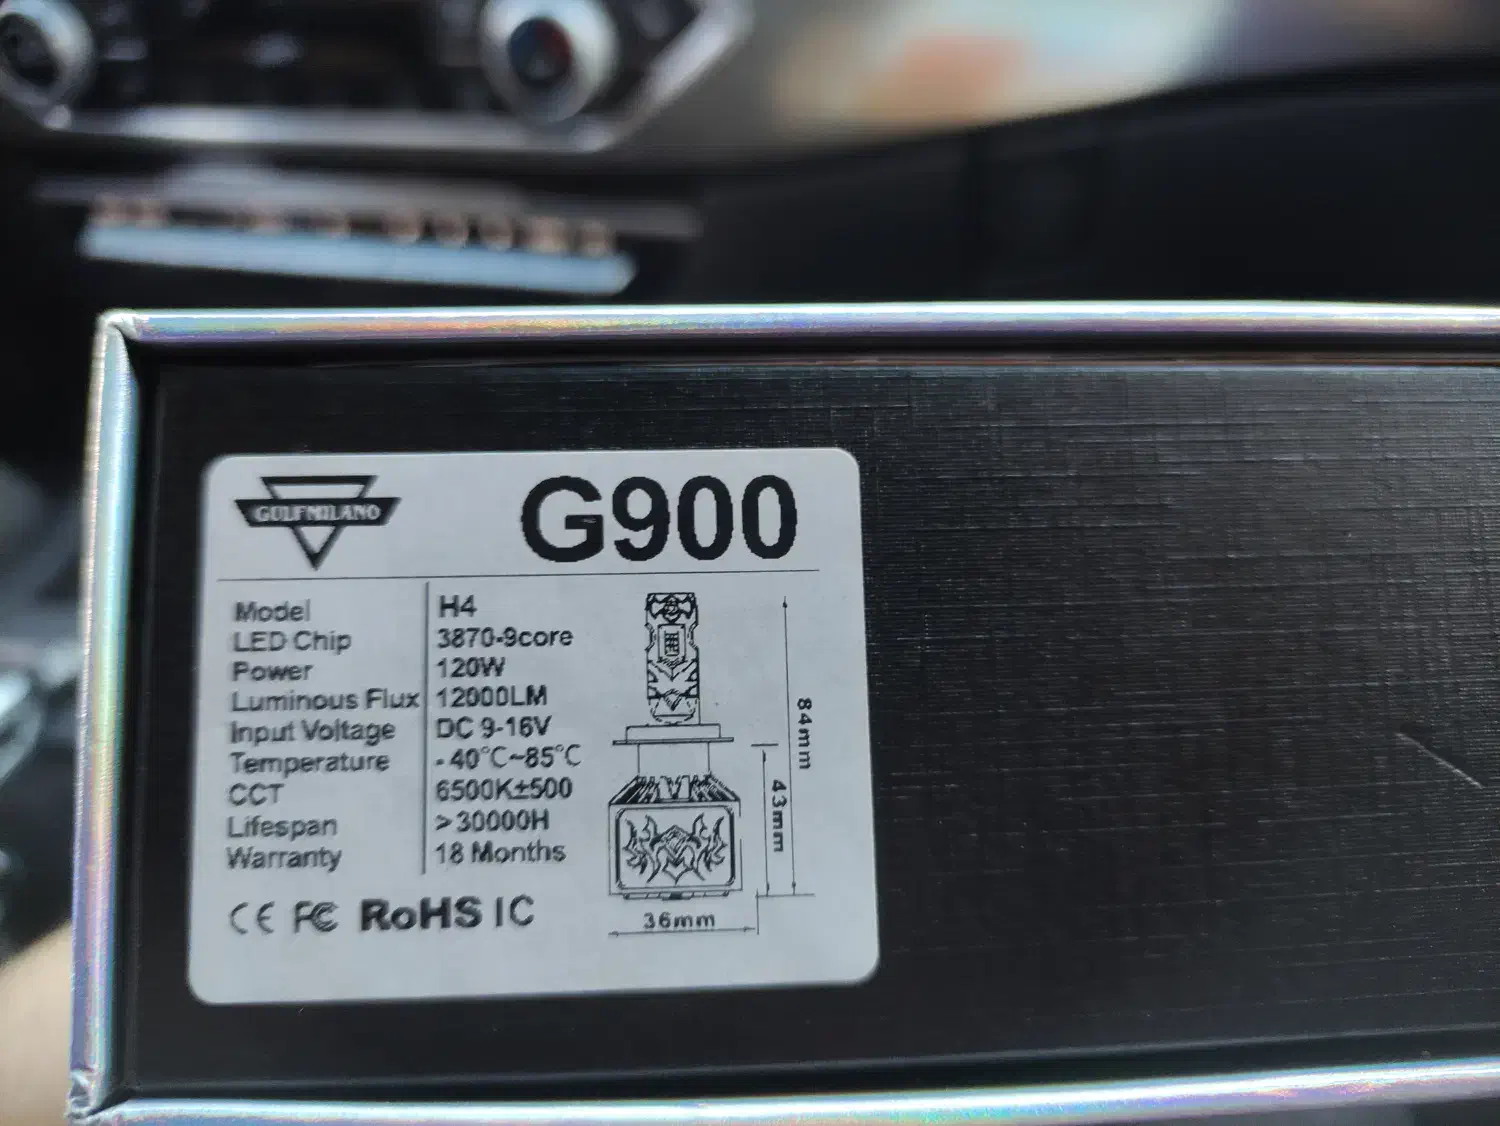 GULFMILANO
G900
Model H4
LED Chip 3870-9core
Power 120W
Luminous Flux 12000LM
Input Voltage DC 9-16V
Temperature -40°C~85°C
CCT 6500K±500
Lifespan >30000H
Warranty 18 Months
CE FC RoHS IC
84mm
43mm
36mm